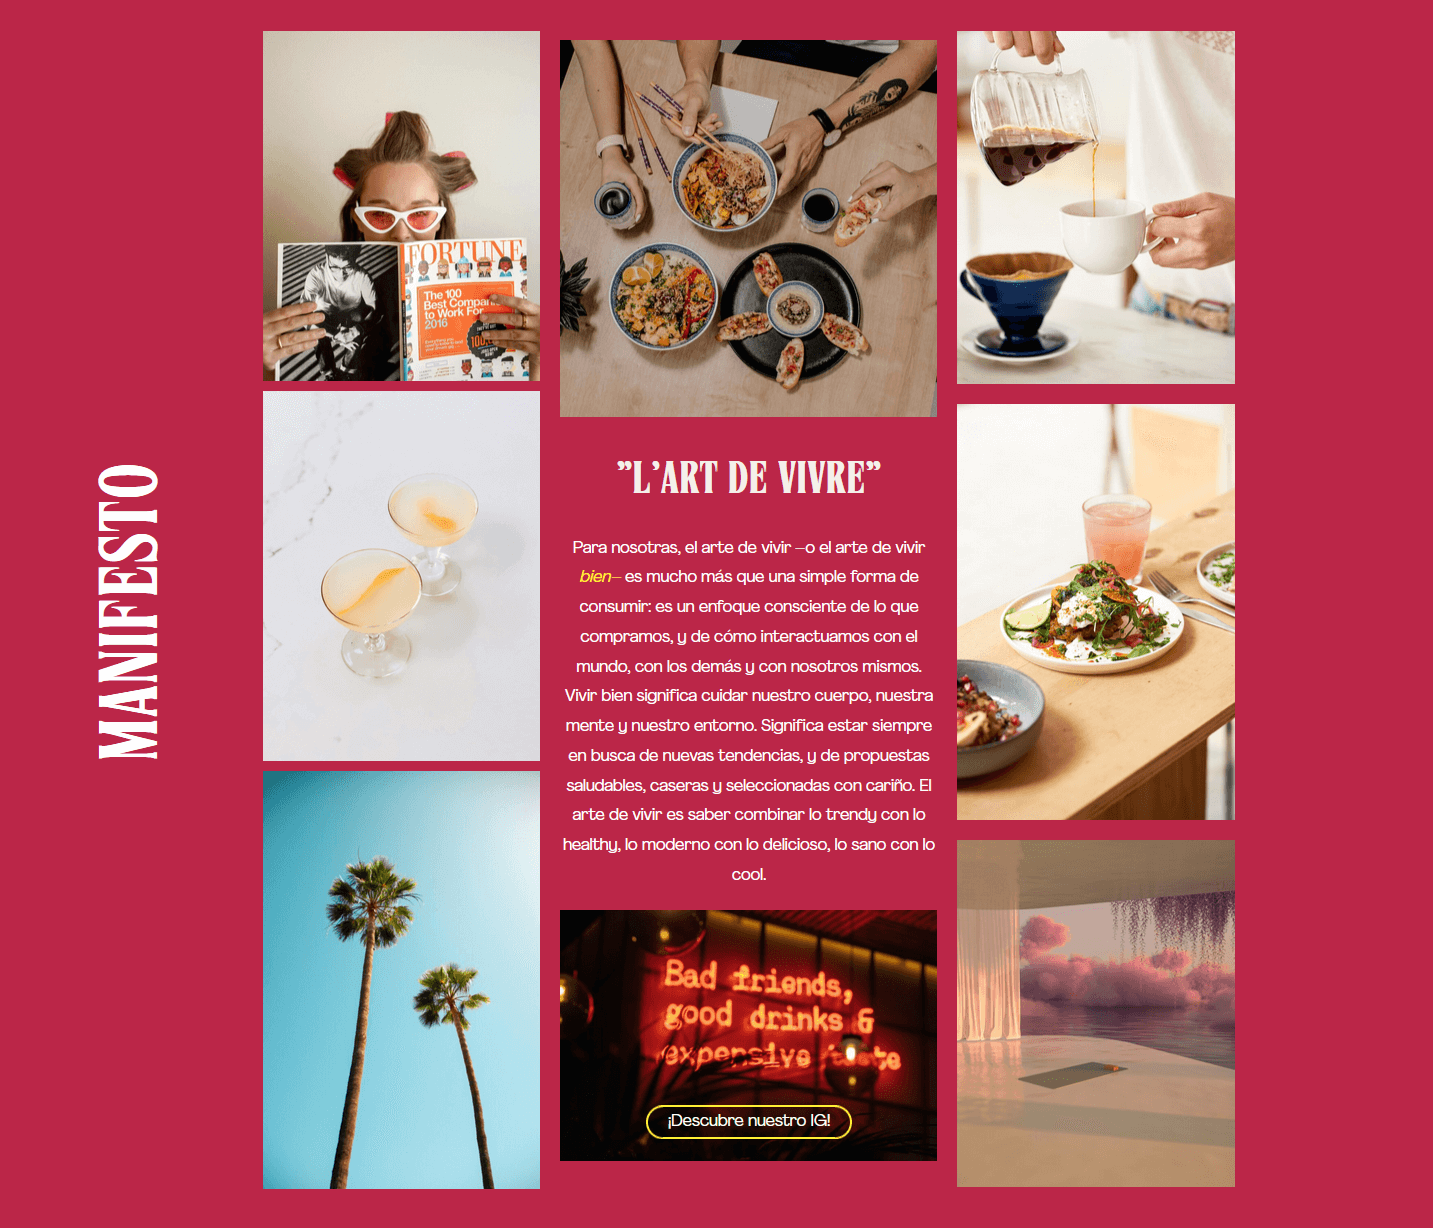 MANIFESTO
FORTUNE
The 100
Best Compan
to Work For
2016
100
"L'ART DE VIVRE"
Para nosotras, el arte de vivir –o el arte de vivir
bien– es mucho más que una simple forma de
consumir: es un enfoque consciente de lo que
compramos, y de cómo interactuamos con el
mundo, con los demás y con nosotros mismos.
Vivir bien significa cuidar nuestro cuerpo, nuestra
mente y nuestro entorno. Significa estar siempre
en busca de nuevas tendencias, y de propuestas
saludables, caseras y seleccionadas con cariño. El
arte de vivir es saber combinar lo trendy con lo
healthy, lo moderno con lo delicioso, lo sano con lo
cool.
Bad friends,
good drinks &
expensive taste
¡Descubre nuestro IG!